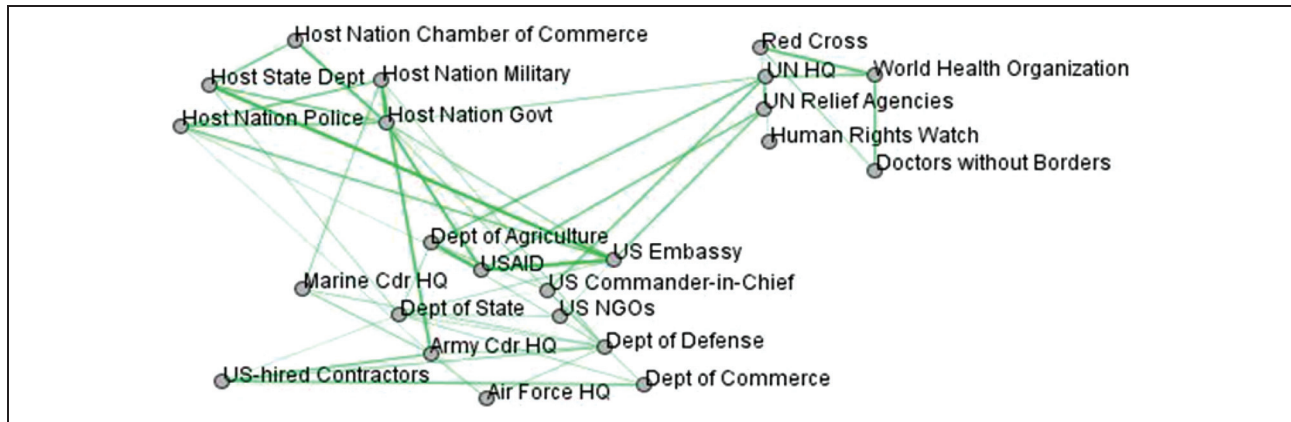 Host Nation Chamber of Commerce
Red Cross
Host State Dept
Host Nation Military
UN HQ
World Health Organization
Host Nation Police
Host Nation Govt
UN Relief Agencies
Human Rights Watch
Doctors without Borders
Dept of Agriculture
US Embassy
USAID
Marine Cdr HQ
US Commander-in-Chief
Dept of State
US NGOs
Army Cdr HQ
Dept of Defense
US-hired Contractors
Dept of Commerce
Air Force HQ